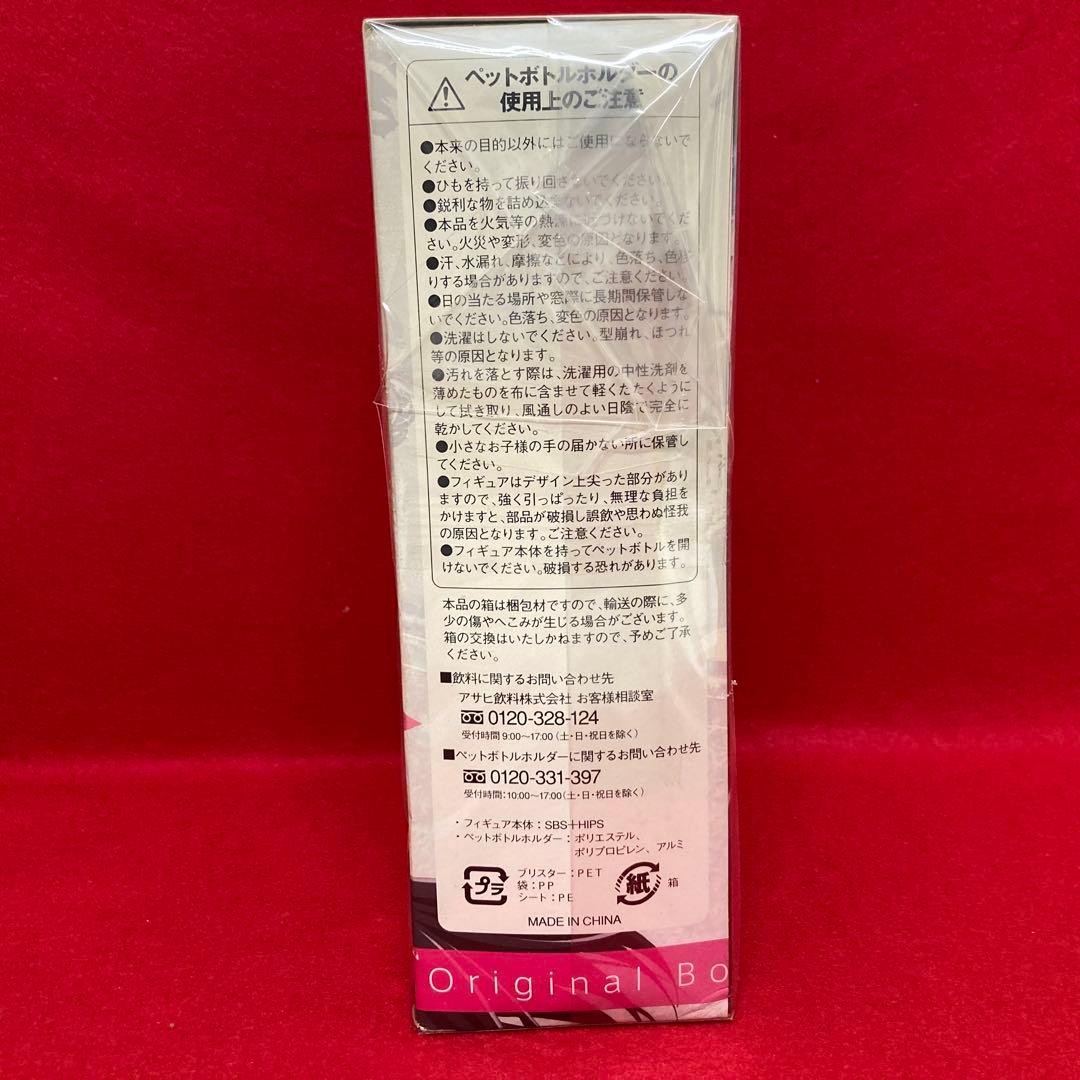 ペットボトルホルダーの
使用上のご注意
●本来の目的以外にはご使用にならないで
ください。
●ひもを持って振り回さないでください。
●鋭利な物を詰め込まないでください。
●本品を火気等の熱源に近づけないでくだ
さい。火災や変形、変色の原因となります。
●汗、水漏れ、摩擦などにより、色落ち、色移
りする場合がありますので、ご注意ください。
●日の当たる場所や窓際に長期間保管しな
いでください。色落ち、変色の原因となります。
●洗濯はしないでください。型崩れ、ほつれ
等の原因となります。
●汚れを落とす際は、洗濯用の中性洗剤を
薄めたものを布に含ませて軽くたたくように
して拭き取り、風通しのよい日陰で完全に
乾かしてください。
●小さなお子様の手の届かない所に保管し
てください。
●フィギュアはデザイン上尖った部分があり
ますので、強く引っぱったり、無理な負担を
かけますと、部品が破損し誤飲や思わぬ怪我
の原因となります。ご注意ください。
●フィギュア本体を持ってペットボトルを開
けないでください。破損する恐れがあります。
本品の箱は梱包材ですので、輸送の際に、多
少の傷やへこみが生じる場合がございます。
箱の交換はいたしかねますので、予めご了承
ください。
■飲料に関するお問い合わせ先
アサヒ飲料株式会社 お客様相談室
0120-328-124
受付時間 9:00〜17:00（土・日・祝日を除く）
■ペットボトルホルダーに関するお問い合わせ先
0120-331-397
受付時間：10:00〜17:00（土・日・祝日を除く）
・フィギュア本体：SBS＋HIPS
・ペットボトルホルダー：ポリエステル、
ポリプロピレン、アルミ
プラ
ブリスター：PET
袋：PP
シート：PE
紙
箱
MADE IN CHINA
Original Bo